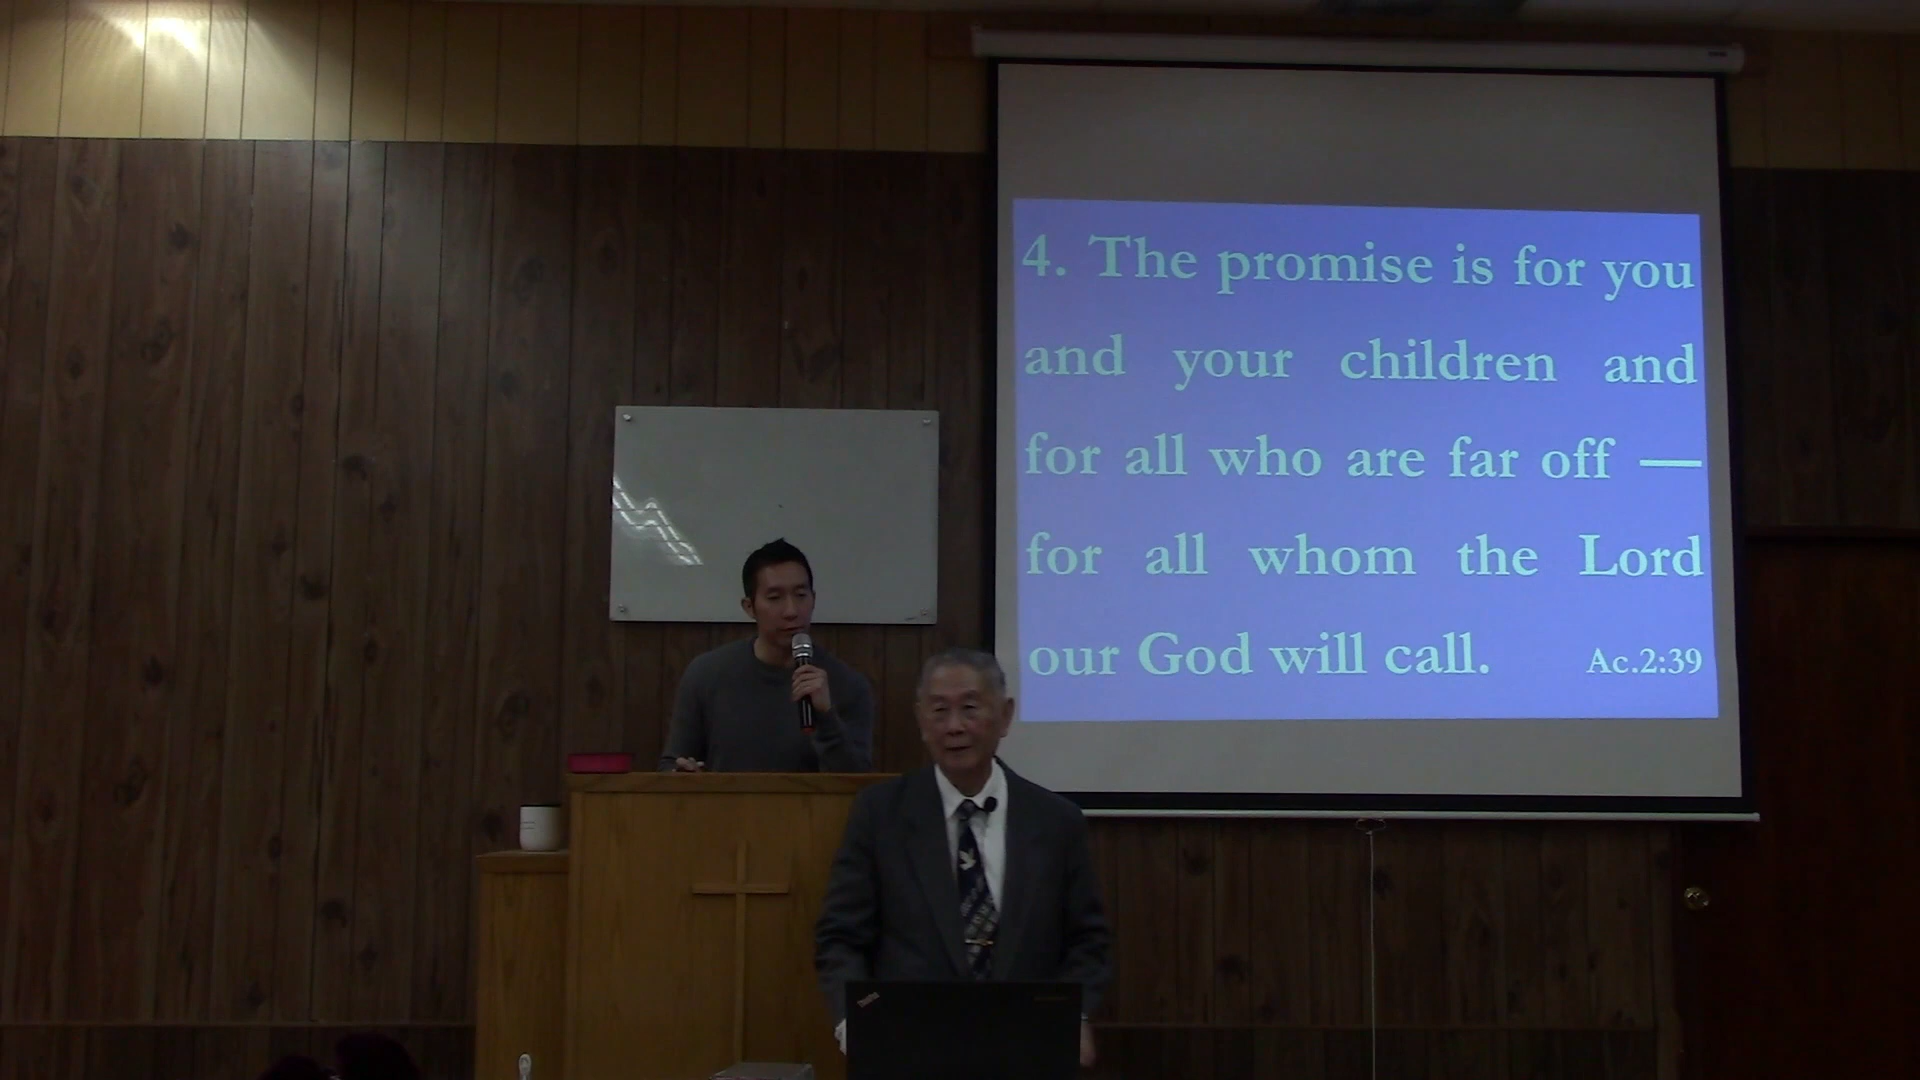 4. The promise is for you
and your children and
for all who are far off —
for all whom the Lord
our God will call. Ac.2:39
ThinkPad